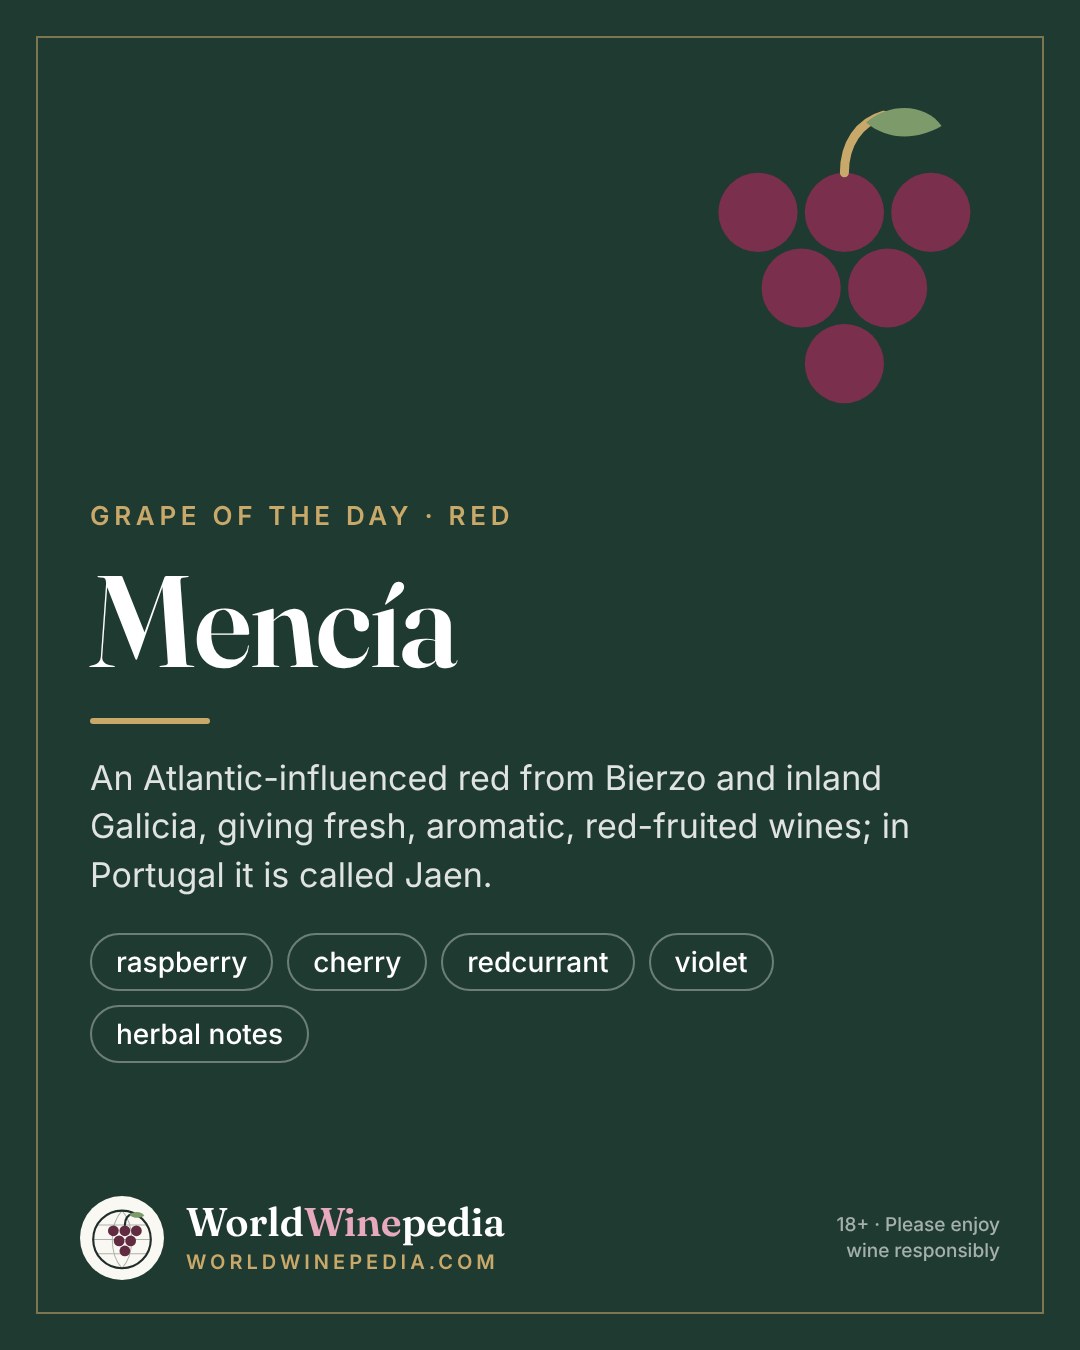 GRAPE OF THE DAY · RED
Mencía
An Atlantic-influenced red from Bierzo and inland
Galicia, giving fresh, aromatic, red-fruited wines; in
Portugal it is called Jaen.
raspberry cherry redcurrant violet
herbal notes
WorldWinepedia
WORLDWINEPEDIA.COM
18+ · Please enjoy
wine responsibly